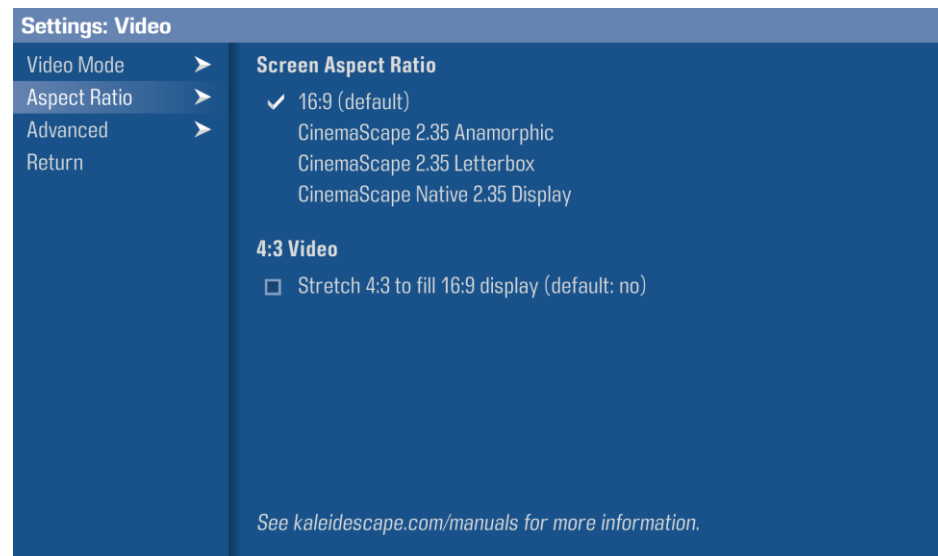 Settings: Video
Video Mode
Aspect Ratio
Advanced
Return
Screen Aspect Ratio
16:9 (default)
CinemaScape 2.35 Anamorphic
CinemaScape 2.35 Letterbox
CinemaScape Native 2.35 Display
4:3 Video
Stretch 4:3 to fill 16:9 display (default: no)
See kaleidescape.com/manuals for more information.